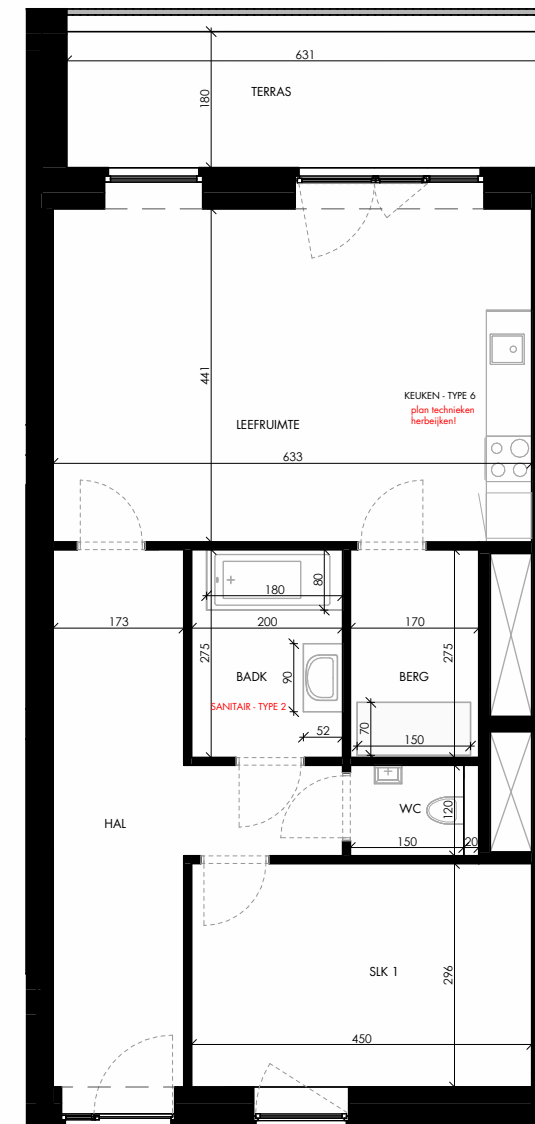 631
TERRAS
180
KEUKEN - TYPE 6
plan technieken
herbeijken!
441
LEEFRUIMTE
633
180
80
173
200
170
275
BADK
90
SANITAIR - TYPE 2
52
BERG
275
70
150
HAL
WC
120
150
20
SLK 1
296
450